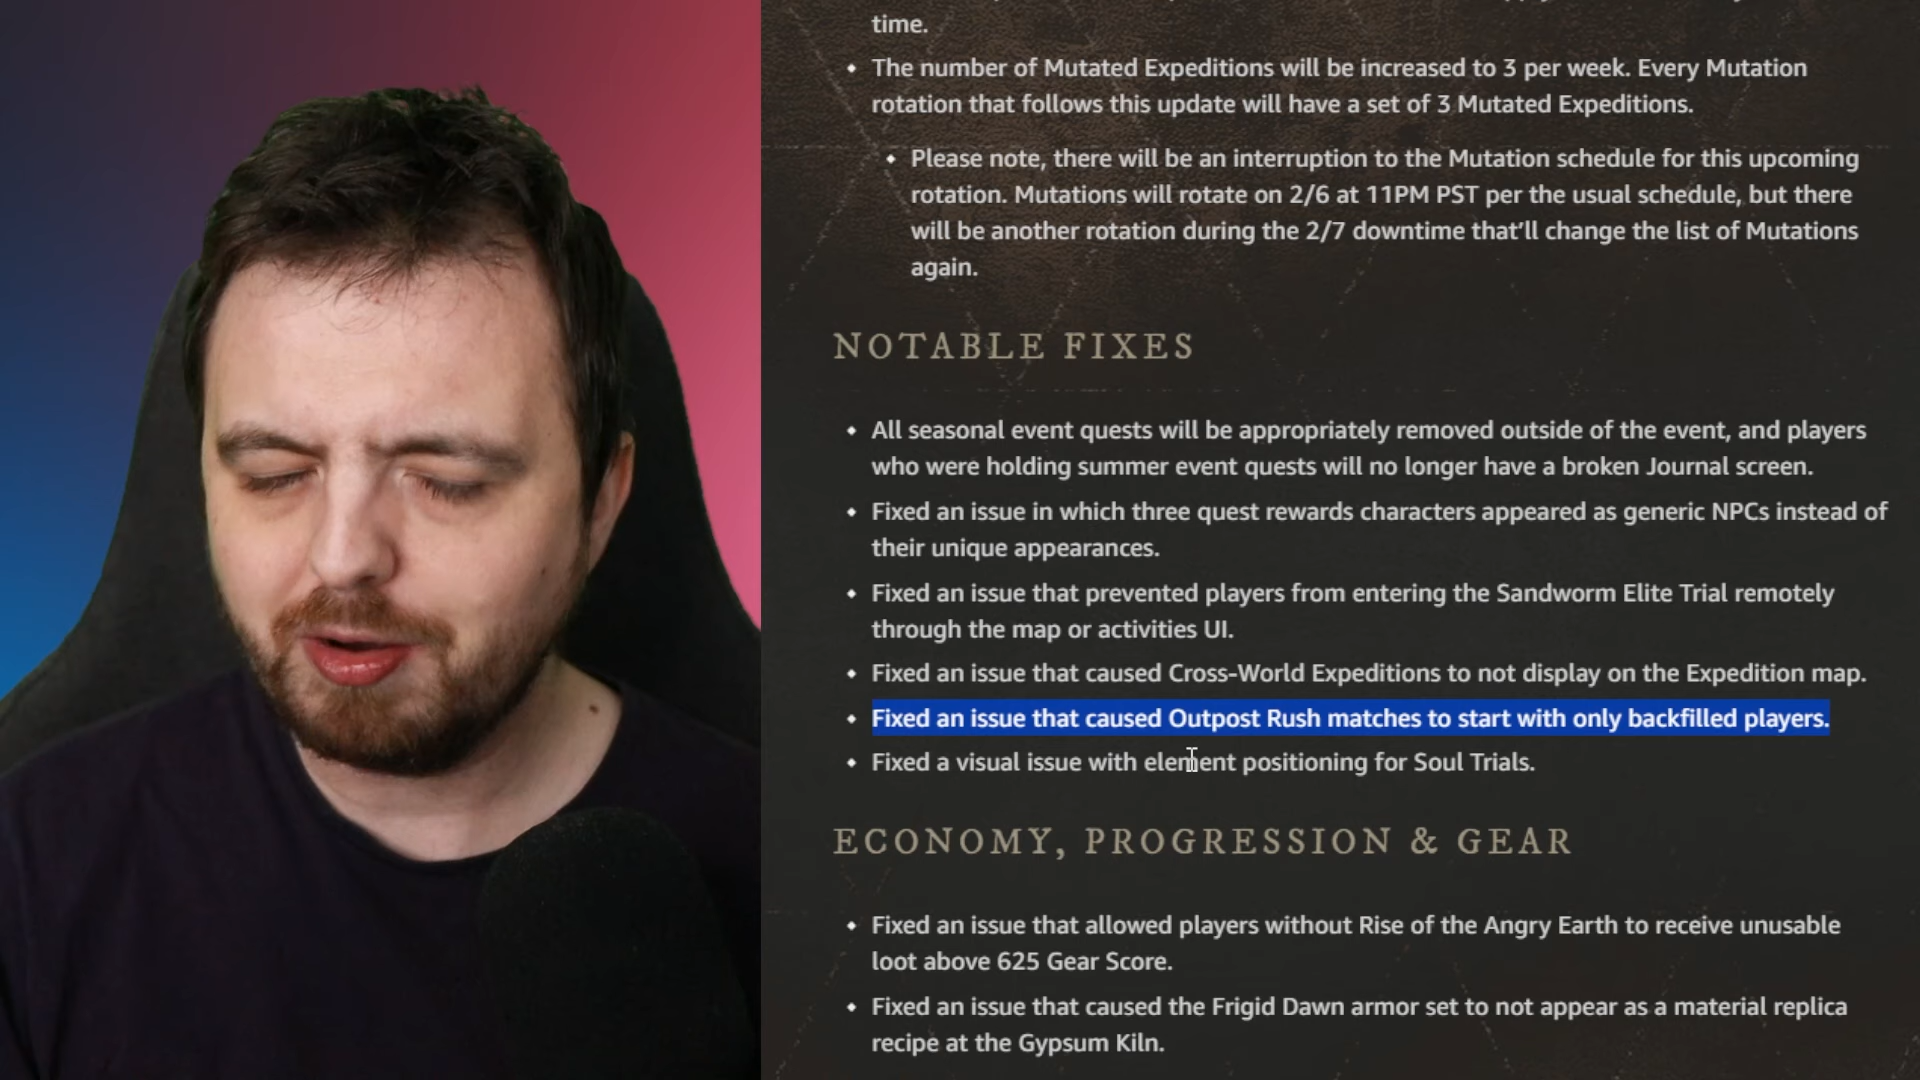 time.
• The number of Mutated Expeditions will be increased to 3 per week. Every Mutation
rotation that follows this update will have a set of 3 Mutated Expeditions.
• Please note, there will be an interruption to the Mutation schedule for this upcoming
rotation. Mutations will rotate on 2/6 at 11PM PST per the usual schedule, but there
will be another rotation during the 2/7 downtime that’ll change the list of Mutations
again.
NOTABLE FIXES
• All seasonal event quests will be appropriately removed outside of the event, and players
who were holding summer event quests will no longer have a broken Journal screen.
• Fixed an issue in which three quest rewards characters appeared as generic NPCs instead of
their unique appearances.
• Fixed an issue that prevented players from entering the Sandworm Elite Trial remotely
through the map or activities UI.
• Fixed an issue that caused Cross-World Expeditions to not display on the Expedition map.
• Fixed an issue that caused Outpost Rush matches to start with only backfilled players.
• Fixed a visual issue with element positioning for Soul Trials.
ECONOMY, PROGRESSION & GEAR
• Fixed an issue that allowed players without Rise of the Angry Earth to receive unusable
loot above 625 Gear Score.
• Fixed an issue that caused the Frigid Dawn armor set to not appear as a material replica
recipe at the Gypsum Kiln.